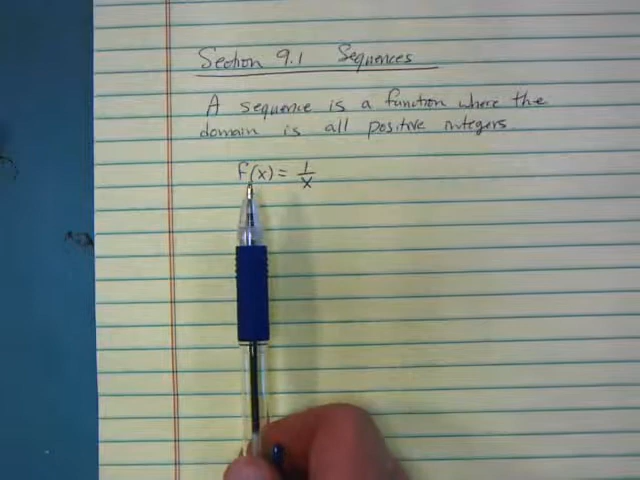 Section 9.1 Sequences
A sequence is a function where the
domain is all positive integers
f(x) = 1/x